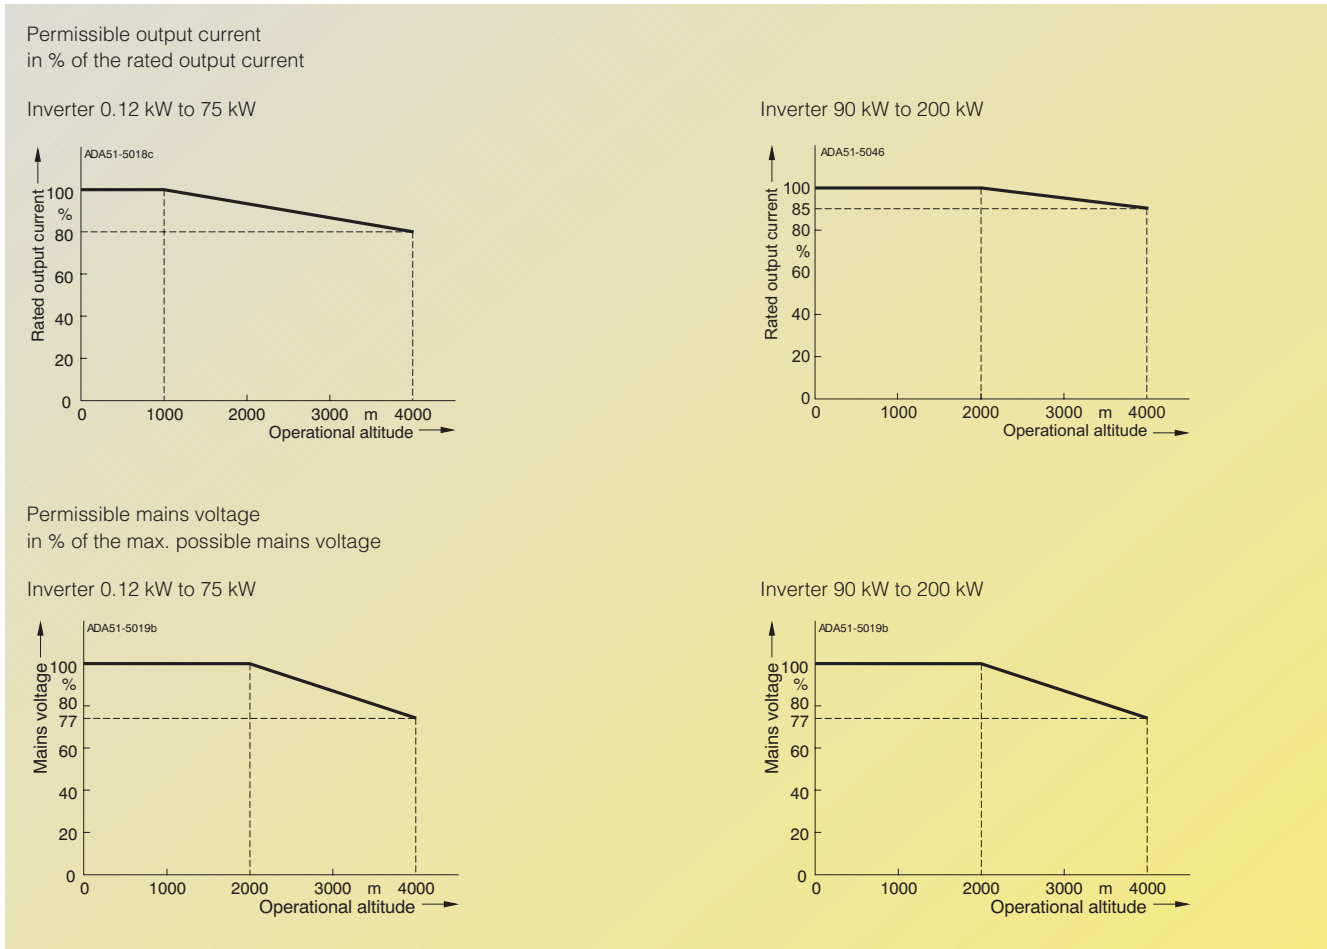 Permissible output current
in % of the rated output current
Inverter 0.12 kW to 75 kW
ADA51-5018c
Rated output current
100
%
80
60
40
20
0
0 1000 2000 3000 m 4000
Operational altitude
Inverter 90 kW to 200 kW
ADA51-5046
Rated output current
100
85
80
%
60
40
20
0
0 1000 2000 3000 m 4000
Operational altitude
Permissible mains voltage
in % of the max. possible mains voltage
Inverter 0.12 kW to 75 kW
ADA51-5019b
Mains voltage
100
%
80
77
60
40
20
0
0 1000 2000 3000 m 4000
Operational altitude
Inverter 90 kW to 200 kW
ADA51-5019b
Mains voltage
100
%
80
77
60
40
20
0
0 1000 2000 3000 m 4000
Operational altitude